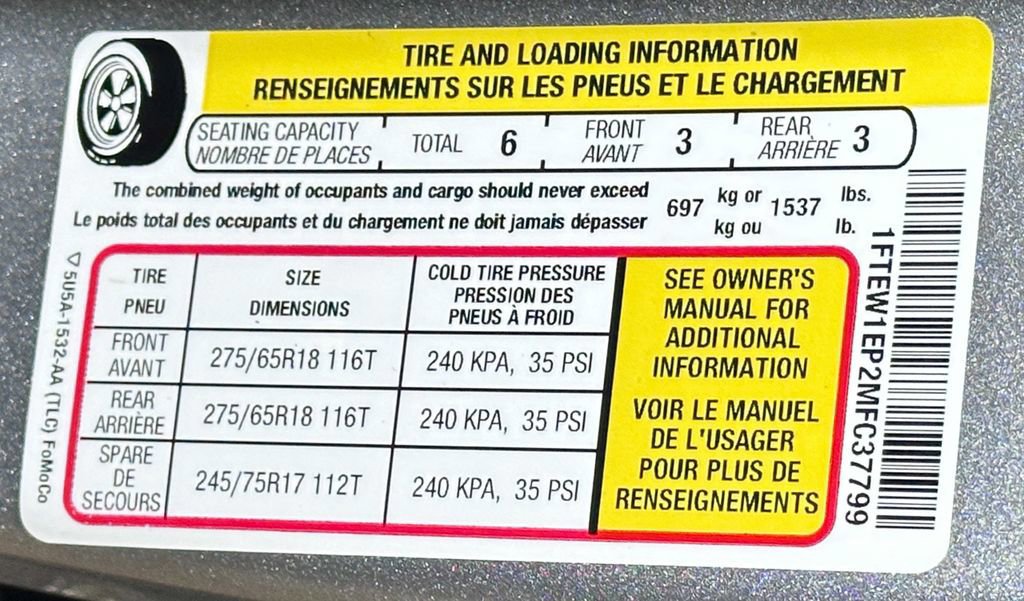 TIRE AND LOADING INFORMATION
RENSEIGNEMENTS SUR LES PNEUS ET LE CHARGEMENT
SEATING CAPACITY
NOMBRE DE PLACES
TOTAL 6
FRONT
AVANT 3
REAR
ARRIÈRE 3
The combined weight of occupants and cargo should never exceed 697 kg or 1537 lbs.
Le poids total des occupants et du chargement ne doit jamais dépasser kg ou lb.
TIRE
PNEU
SIZE
DIMENSIONS
COLD TIRE PRESSURE
PRESSION DES
PNEUS À FROID
FRONT
AVANT
275/65R18 116T
240 KPA, 35 PSI
REAR
ARRIÈRE
275/65R18 116T
240 KPA, 35 PSI
SPARE
DE
SECOURS
245/75R17 112T
240 KPA, 35 PSI
SEE OWNER'S
MANUAL FOR
ADDITIONAL
INFORMATION
VOIR LE MANUEL
DE L'USAGER
POUR PLUS DE
RENSEIGNEMENTS
5U5A-1532-AA (TLC) FoMoCo
1FTEW1EP2MFC37799